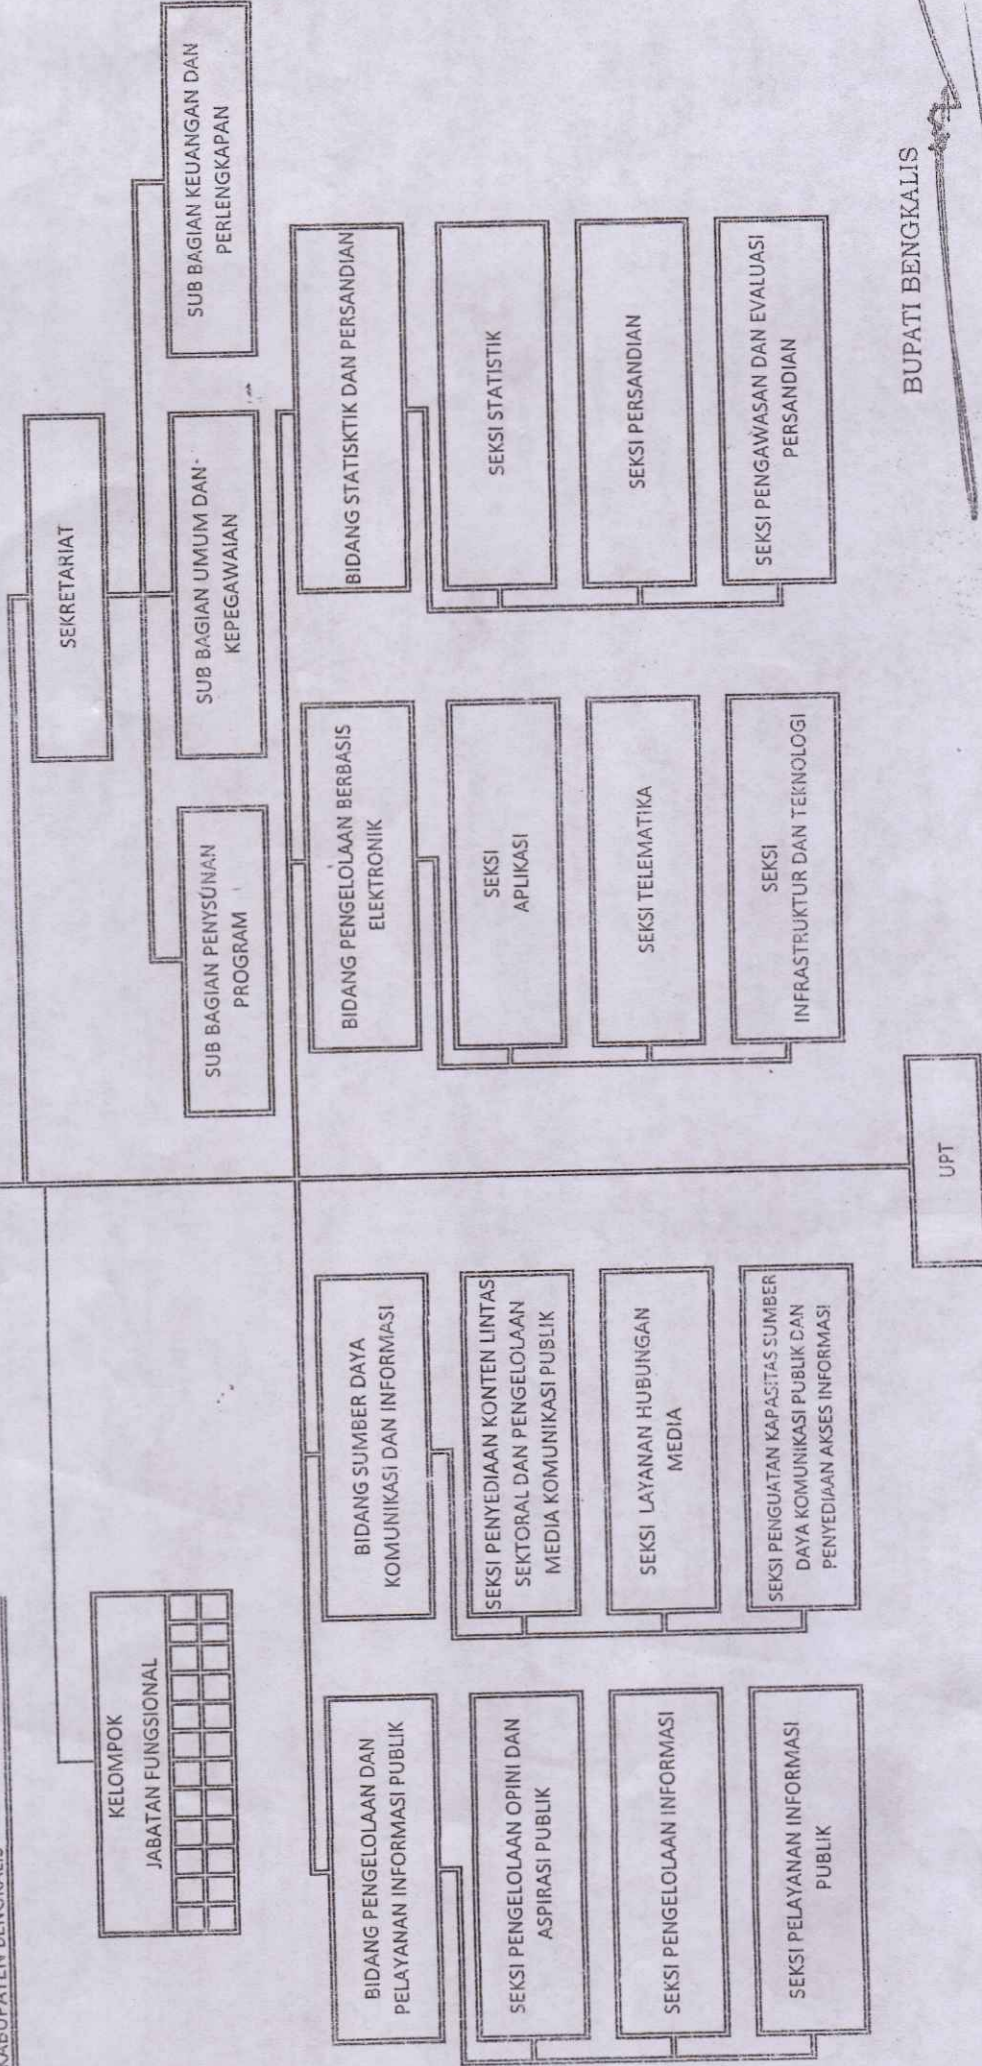 KABUPATEN BENGKALIS
SEKRETARIAT
KELOMPOK
JABATAN FUNGSIONAL
SUB BAGIAN PENYSUNAN
PROGRAM
SUB BAGIAN UMUM DAN
KEPEGAWAIAN
SUB BAGIAN KEUANGAN DAN
PERLENGKAPAN
BIDANG PENGELOLAAN DAN
PELAYANAN INFORMASI PUBLIK
BIDANG SUMBER DAYA
KOMUNIKASI DAN INFORMASI
BIDANG PENGELOLAAN BERBASIS
ELEKTRONIK
BIDANG STATISKTIK DAN PERSANDIAN
SEKSI PENGELOLAAN OPINI DAN
ASPIRASI PUBLIK
SEKSI PENYEDIAAN KONTEN LINTAS
SEKTORAL DAN PENGELOLAAN
MEDIA KOMUNIKASI PUBLIK
SEKSI
APLIKASI
SEKSI STATISTIK
SEKSI PENGELOLAAN INFORMASI
SEKSI LAYANAN HUBUNGAN
MEDIA
SEKSI TELEMATIKA
SEKSI PERSANDIAN
SEKSI PELAYANAN INFORMASI
PUBLIK
SEKSI PENGUATAN KAPASITAS SUMBER
DAYA KOMUNIKASI PUBLIK DAN
PENYEDIAAN AKSES INFORMASI
SEKSI
INFRASTRUKTUR DAN TEKNOLOGI
SEKSI PENGAWASAN DAN EVALUASI
PERSANDIAN
UPT
BUPATI BENGKALIS